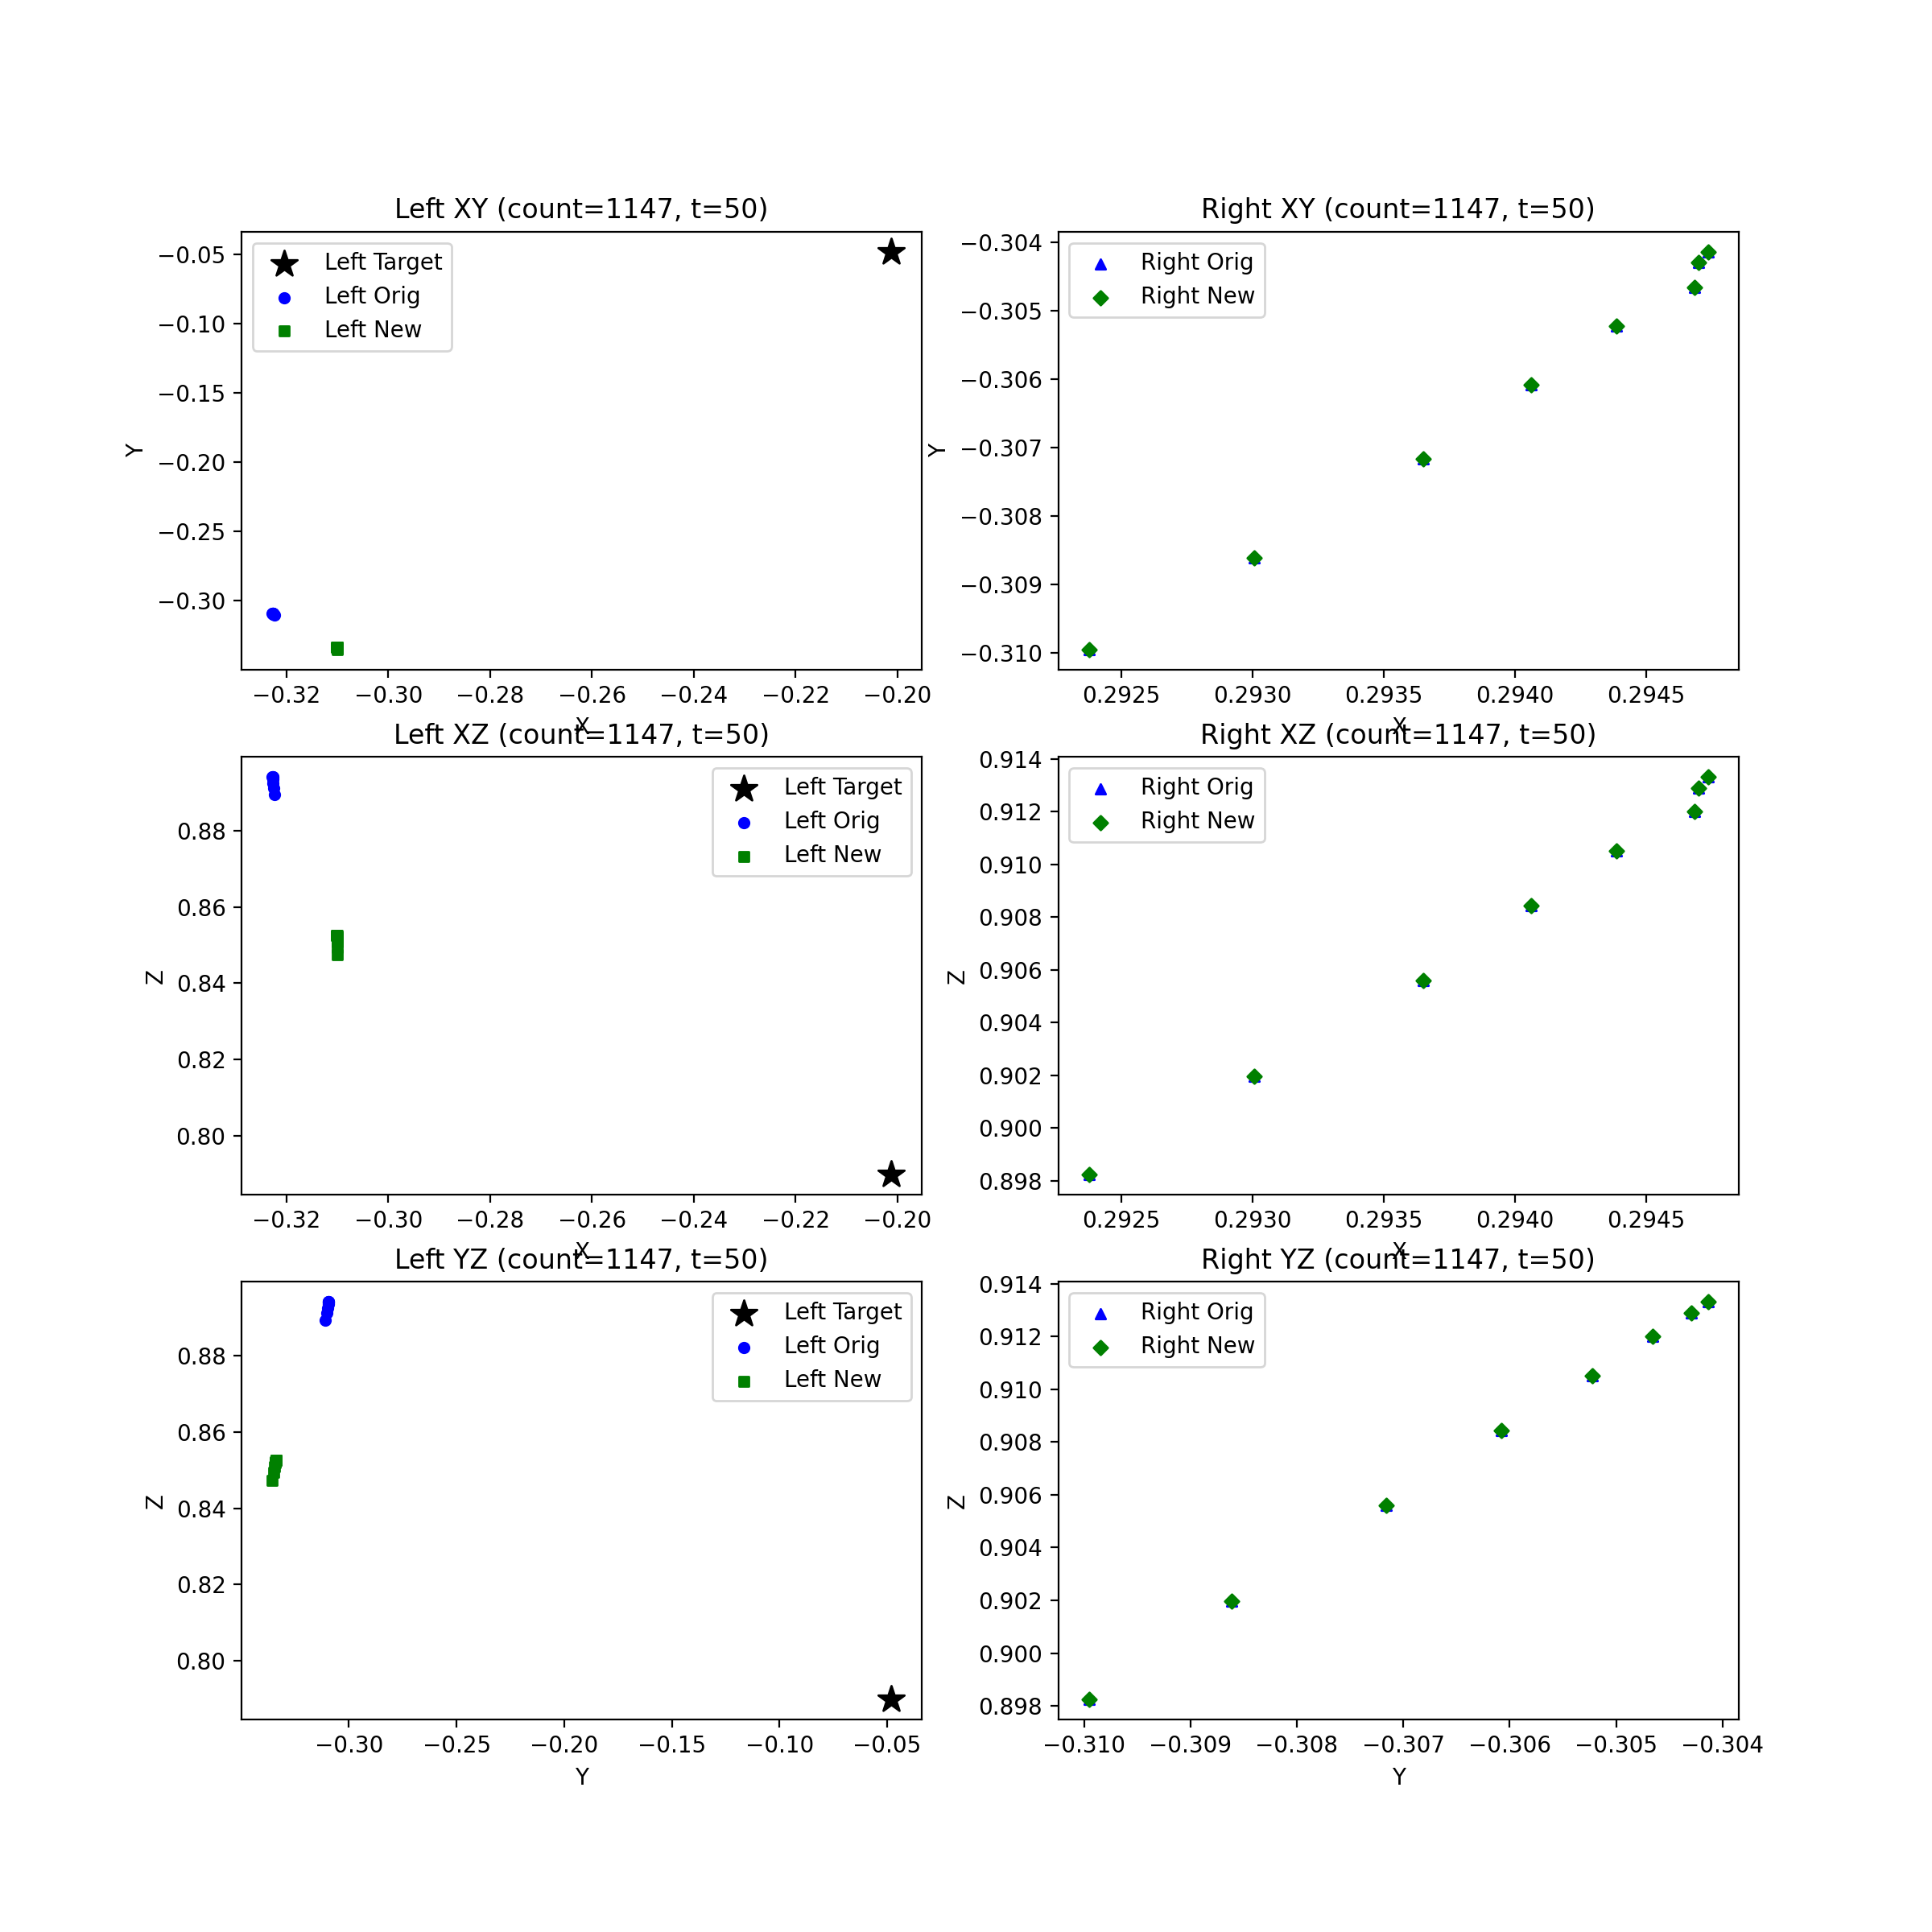 Left XY (count=1147, t=50)
Left Target
Left Orig
Left New
−0.05
−0.10
−0.15
−0.20
−0.25
−0.30
Y
−0.32
−0.30
−0.28
−0.26
−0.24
−0.22
−0.20
X
Right XY (count=1147, t=50)
Right Orig
Right New
−0.304
−0.305
−0.306
−0.307
−0.308
−0.309
−0.310
Y
0.2925
0.2930
0.2935
0.2940
0.2945
X
Left XZ (count=1147, t=50)
Left Target
Left Orig
Left New
0.88
0.86
0.84
0.82
0.80
Z
−0.32
−0.30
−0.28
−0.26
−0.24
−0.22
−0.20
X
Right XZ (count=1147, t=50)
Right Orig
Right New
0.914
0.912
0.910
0.908
0.906
0.904
0.902
0.900
0.898
Z
0.2925
0.2930
0.2935
0.2940
0.2945
X
Left YZ (count=1147, t=50)
Left Target
Left Orig
Left New
0.88
0.86
0.84
0.82
0.80
Z
−0.30
−0.25
−0.20
−0.15
−0.10
−0.05
Y
Right YZ (count=1147, t=50)
Right Orig
Right New
0.914
0.912
0.910
0.908
0.906
0.904
0.902
0.900
0.898
Z
−0.310
−0.309
−0.308
−0.307
−0.306
−0.305
−0.304
Y